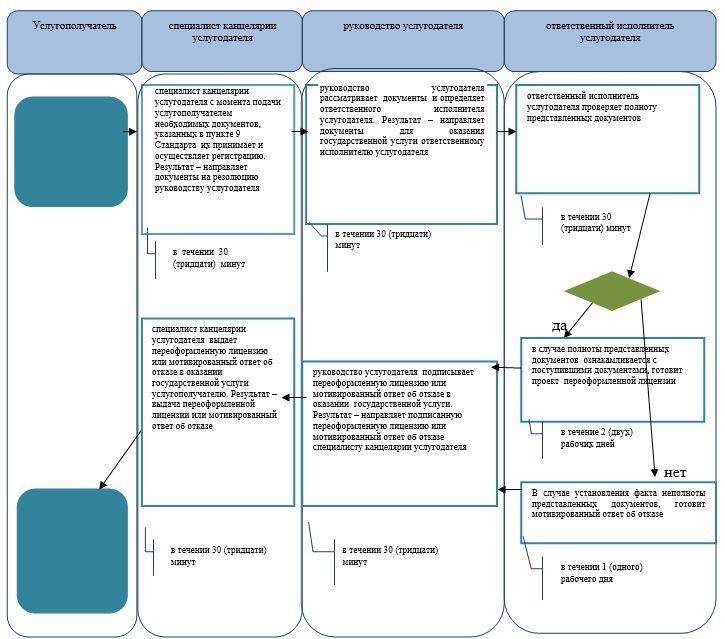 Услугополучатель
специалист канцелярии
услугодателя
руководство услугодателя
ответственный исполнитель
услугодателя
специалист канцелярии
услугодателя с момента подачи
услугополучателем
необходимых документов,
указанных в пункте 9
Стандарта их принимает и
осуществляет регистрацию.
Результат – направляет
документы на резолюцию
руководству услугодателя
в течении 30
(тридцати) минут
руководство услугодателя
рассматривает документы и определяет
ответственного исполнителя
услугодателя. Результат – направляет
документы для оказания
государственной услуги ответственному
исполнителю услугодателя
в течении 30 (тридцати)
минут
ответственный исполнитель
услугодателя проверяет полноту
представленных документов
в течении 30
(тридцати) минут
да
в случае полноты представленных
документов ознакамливается с
поступившими документами, готовит
проект переоформленной лицензии
в течение 2 (двух)
рабочих дней
нет
В случае установления факта неполноты
представленных документов, готовит
мотивированный ответ об отказе
в течении 1 (одного)
рабочего дня
руководство услугодателя подписывает
переоформленную лицензию или
мотивированный ответ об отказе в
оказании государственной услуги.
Результат – направляет подписанную
переоформленную лицензию или
мотивированный ответ об отказе
специалисту канцелярии услугодателя
в течении 30 (тридцати)
минут
специалист канцелярии
услугодателя выдает
переоформленную лицензию
или мотивированный ответ об
отказе в оказании
государственной услуги
услугополучателю. Результат –
выдача переоформленной
лицензии или мотивированный
ответ об отказе
в течении 30 (тридцати)
минут